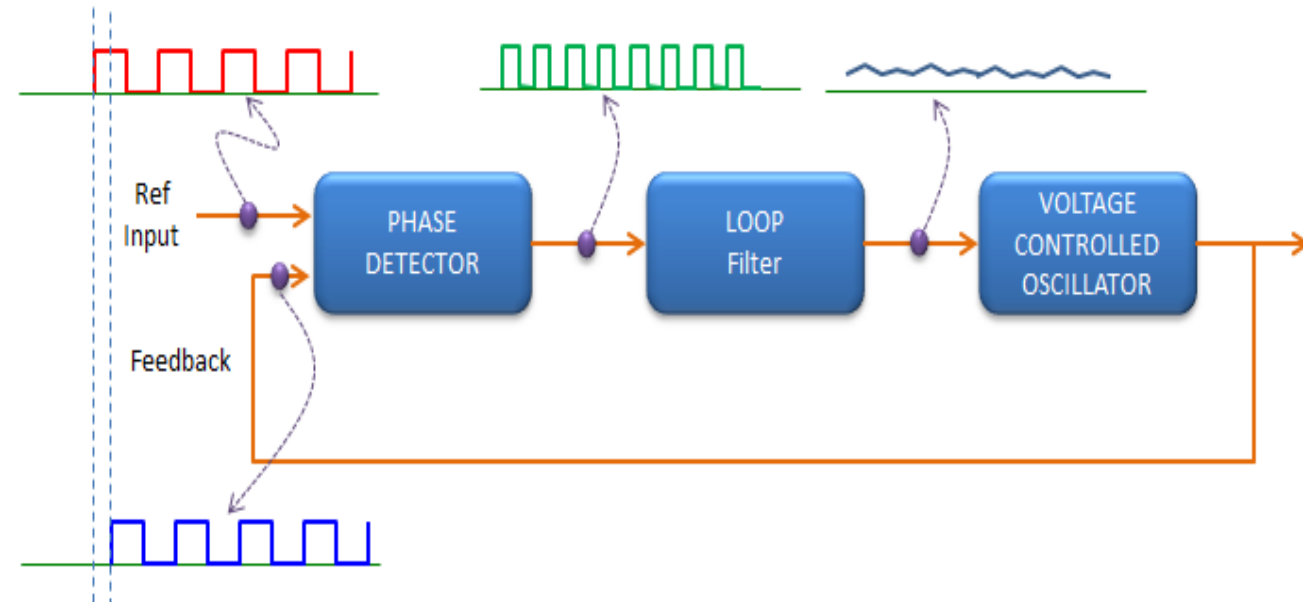 Ref
Input
PHASE
DETECTOR
LOOP
Filter
VOLTAGE
CONTROLLED
OSCILLATOR
Feedback